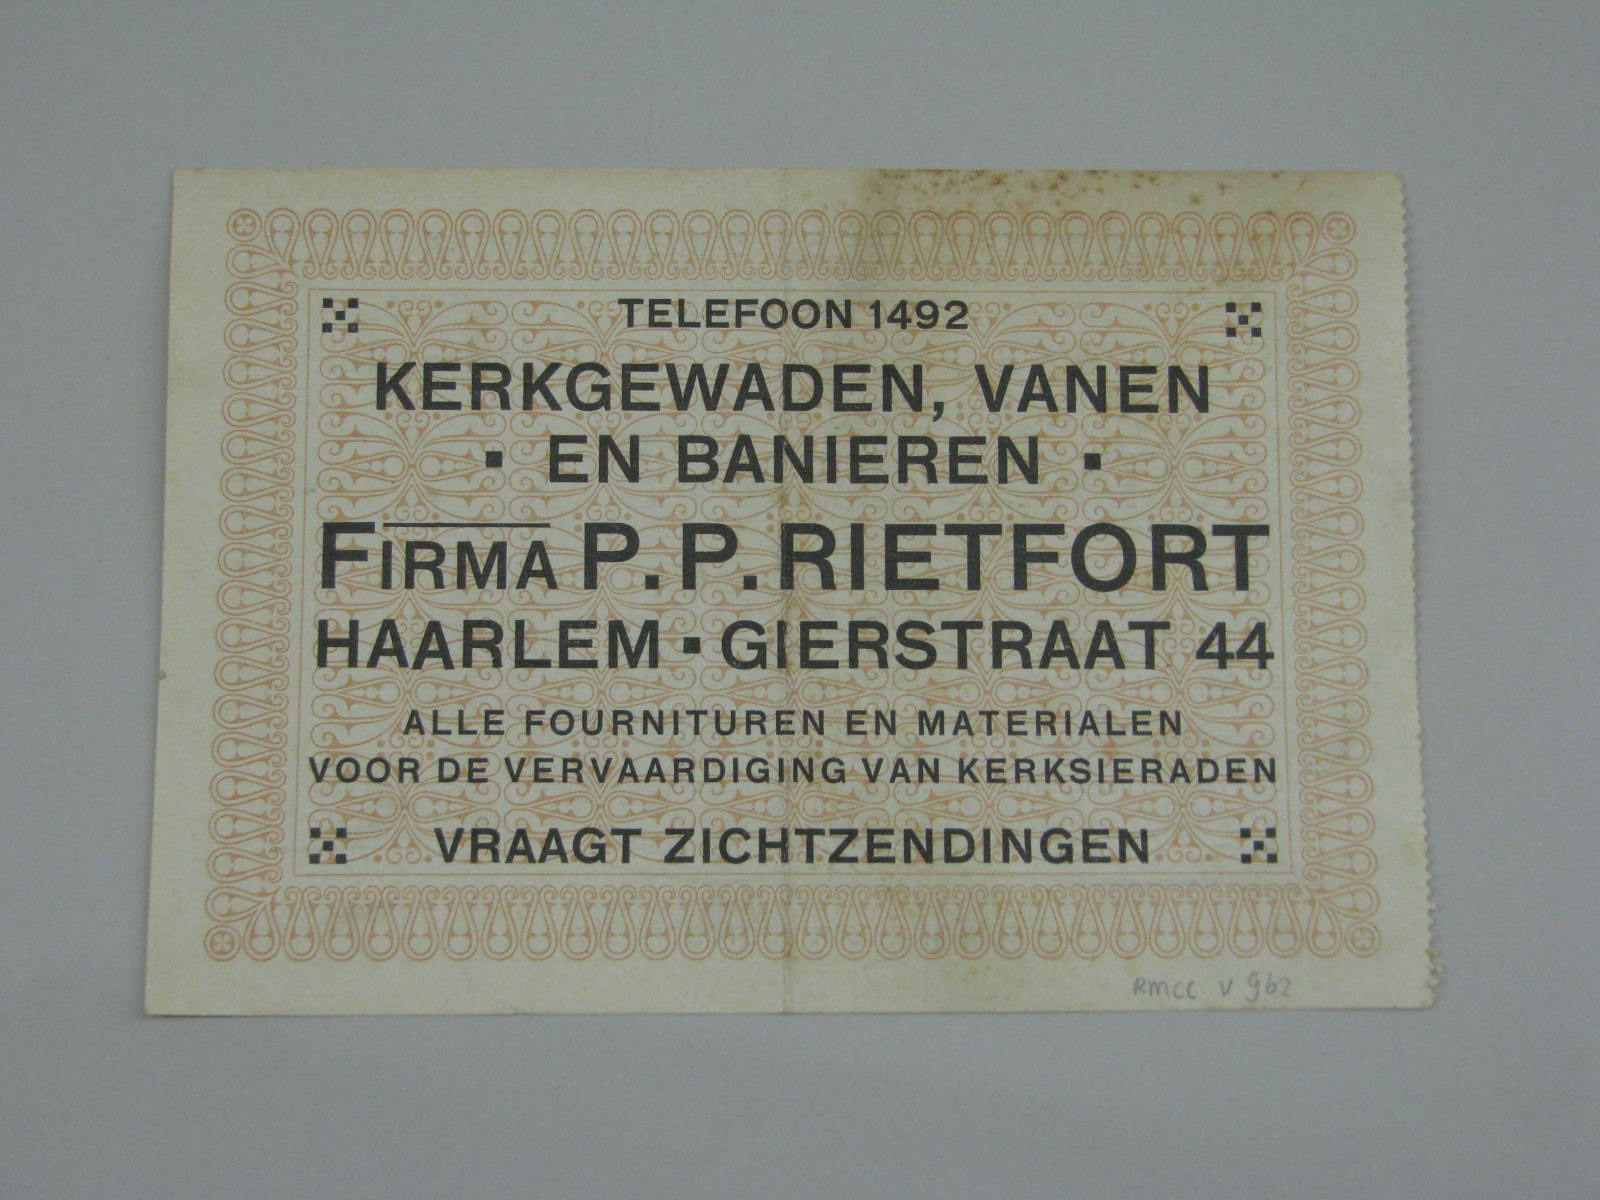 TELEFOON 1492
KERKGEWADEN, VANEN
▪ EN BANIEREN ▪
FIRMA P.P. RIETFORT
HAARLEM ▪ GIERSTRAAT 44
ALLE FOURNITUREN EN MATERIALEN
VOOR DE VERVAARDIGING VAN KERKSIERADEN
VRAAGT ZICHTZENDINGEN
RMCC V 962